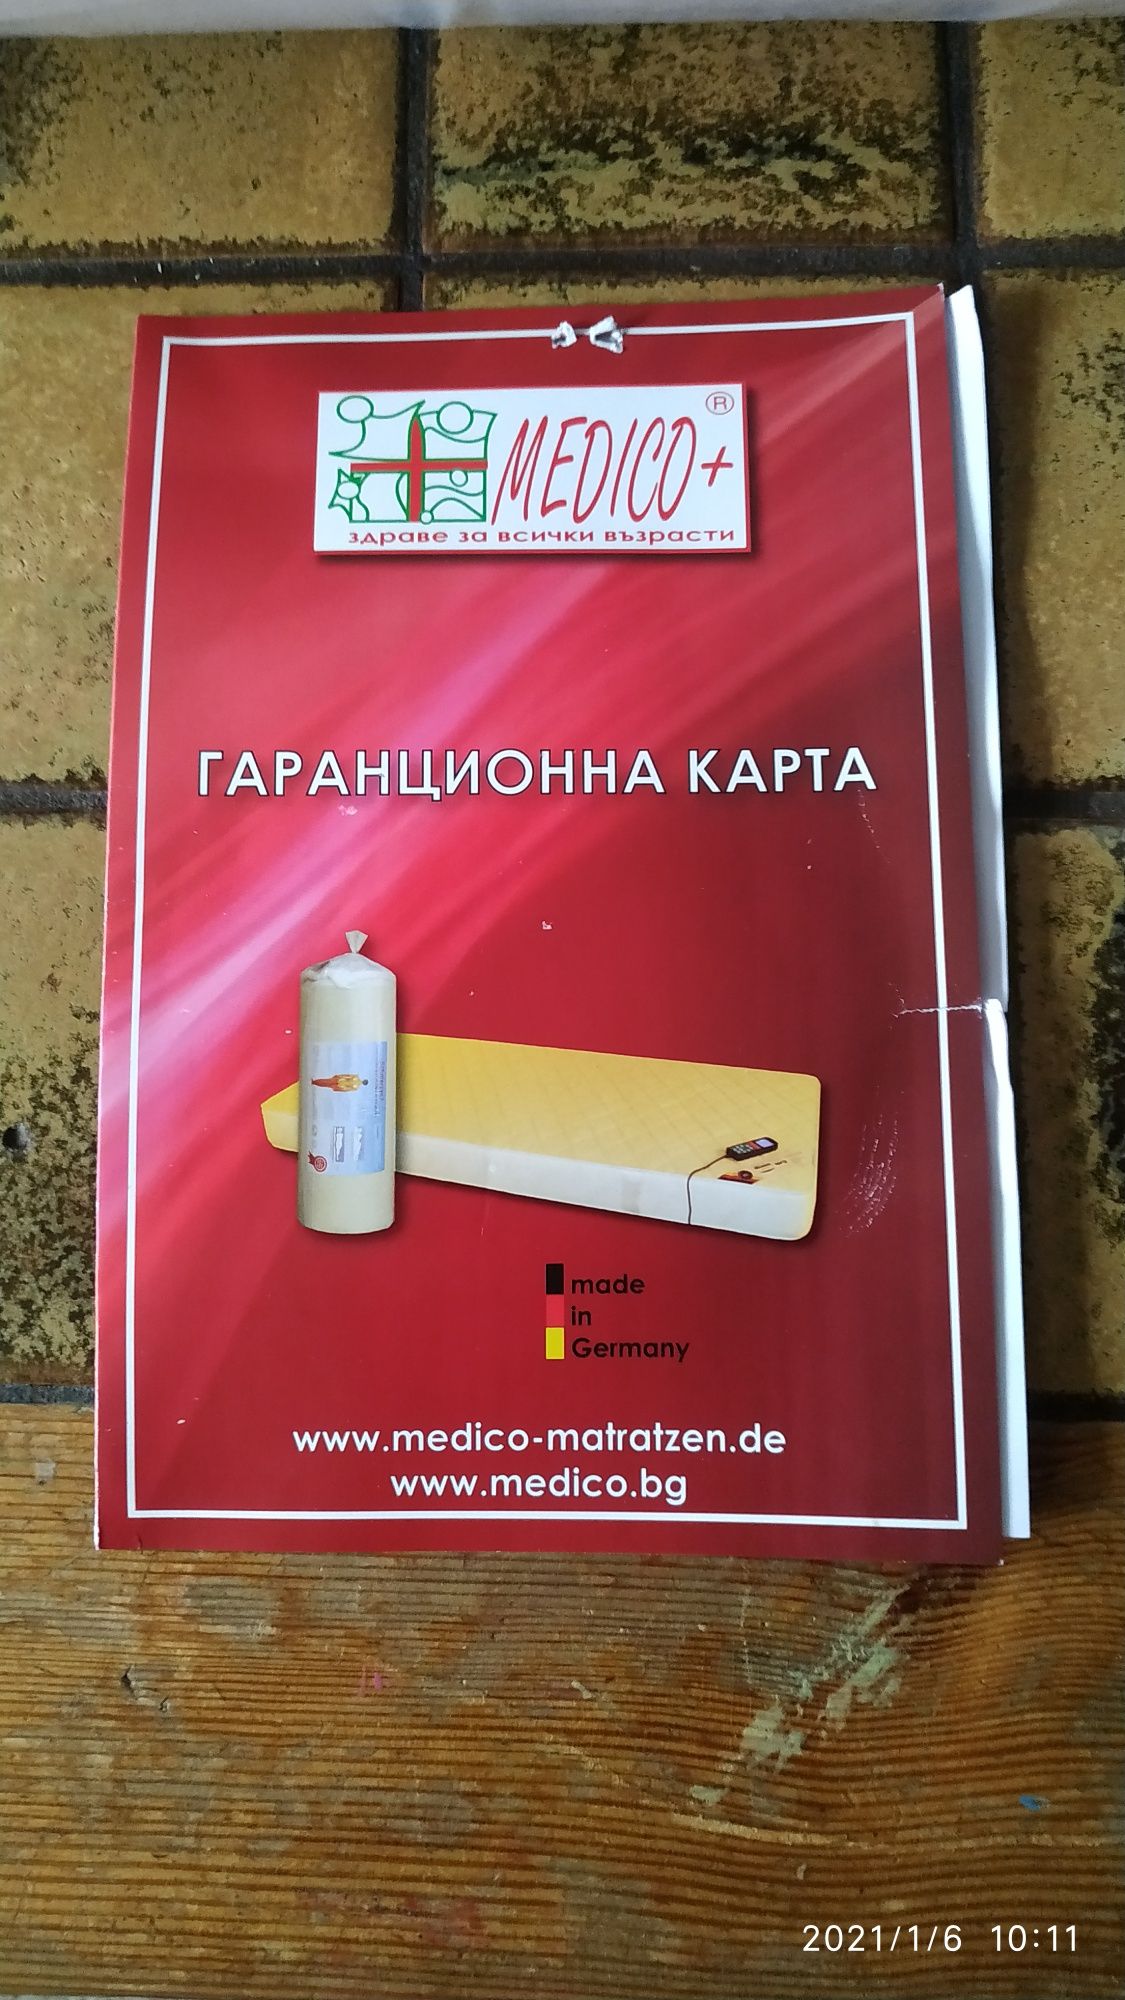 MEDICO+ ®
здраве за всички възрасти
ГАРАНЦИОННА КАРТА
made
in
Germany
www.medico-matratzen.de
www.medico.bg
2021/1/6 10:11